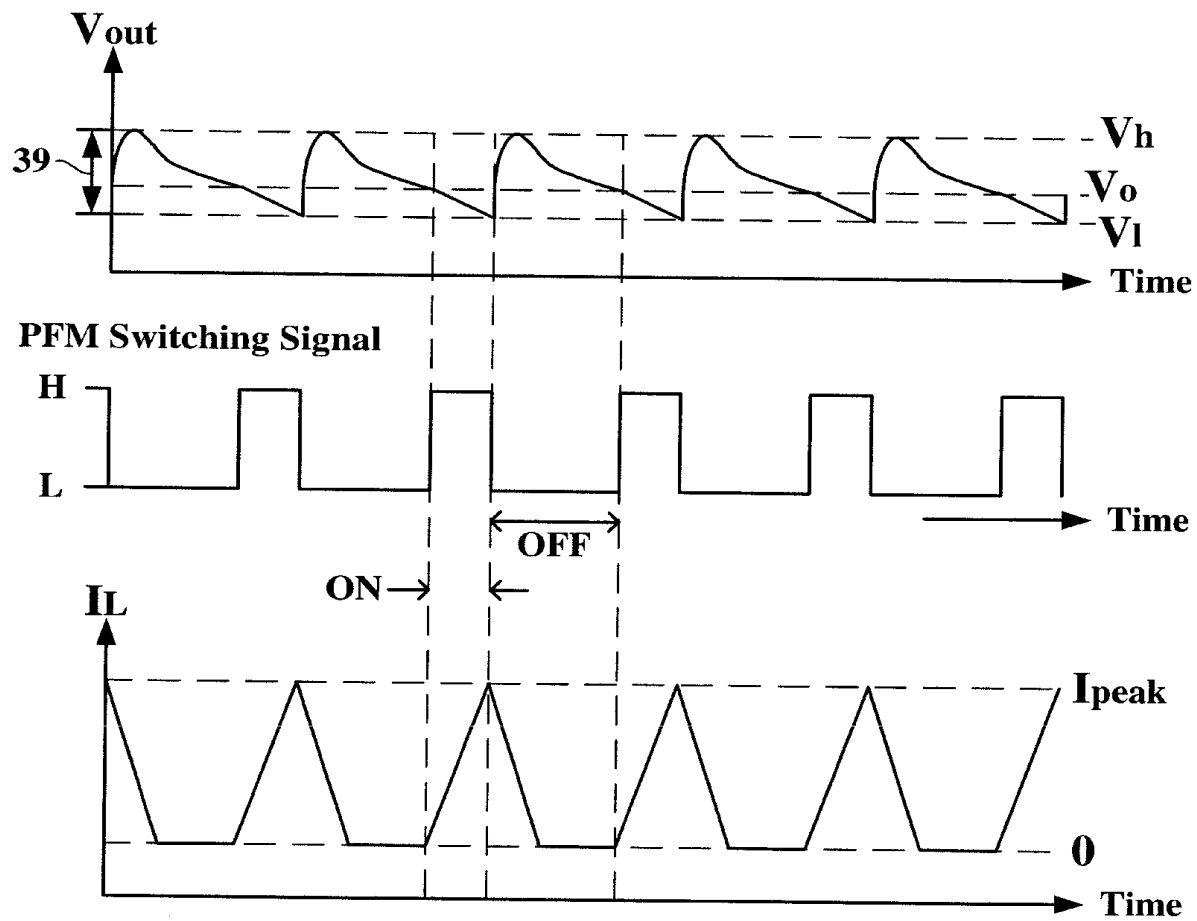 Vout
39
Vh
Vo
Vl
Time
PFM Switching Signal
H
L
Time
OFF
ON
IL
Ipeak
0
Time